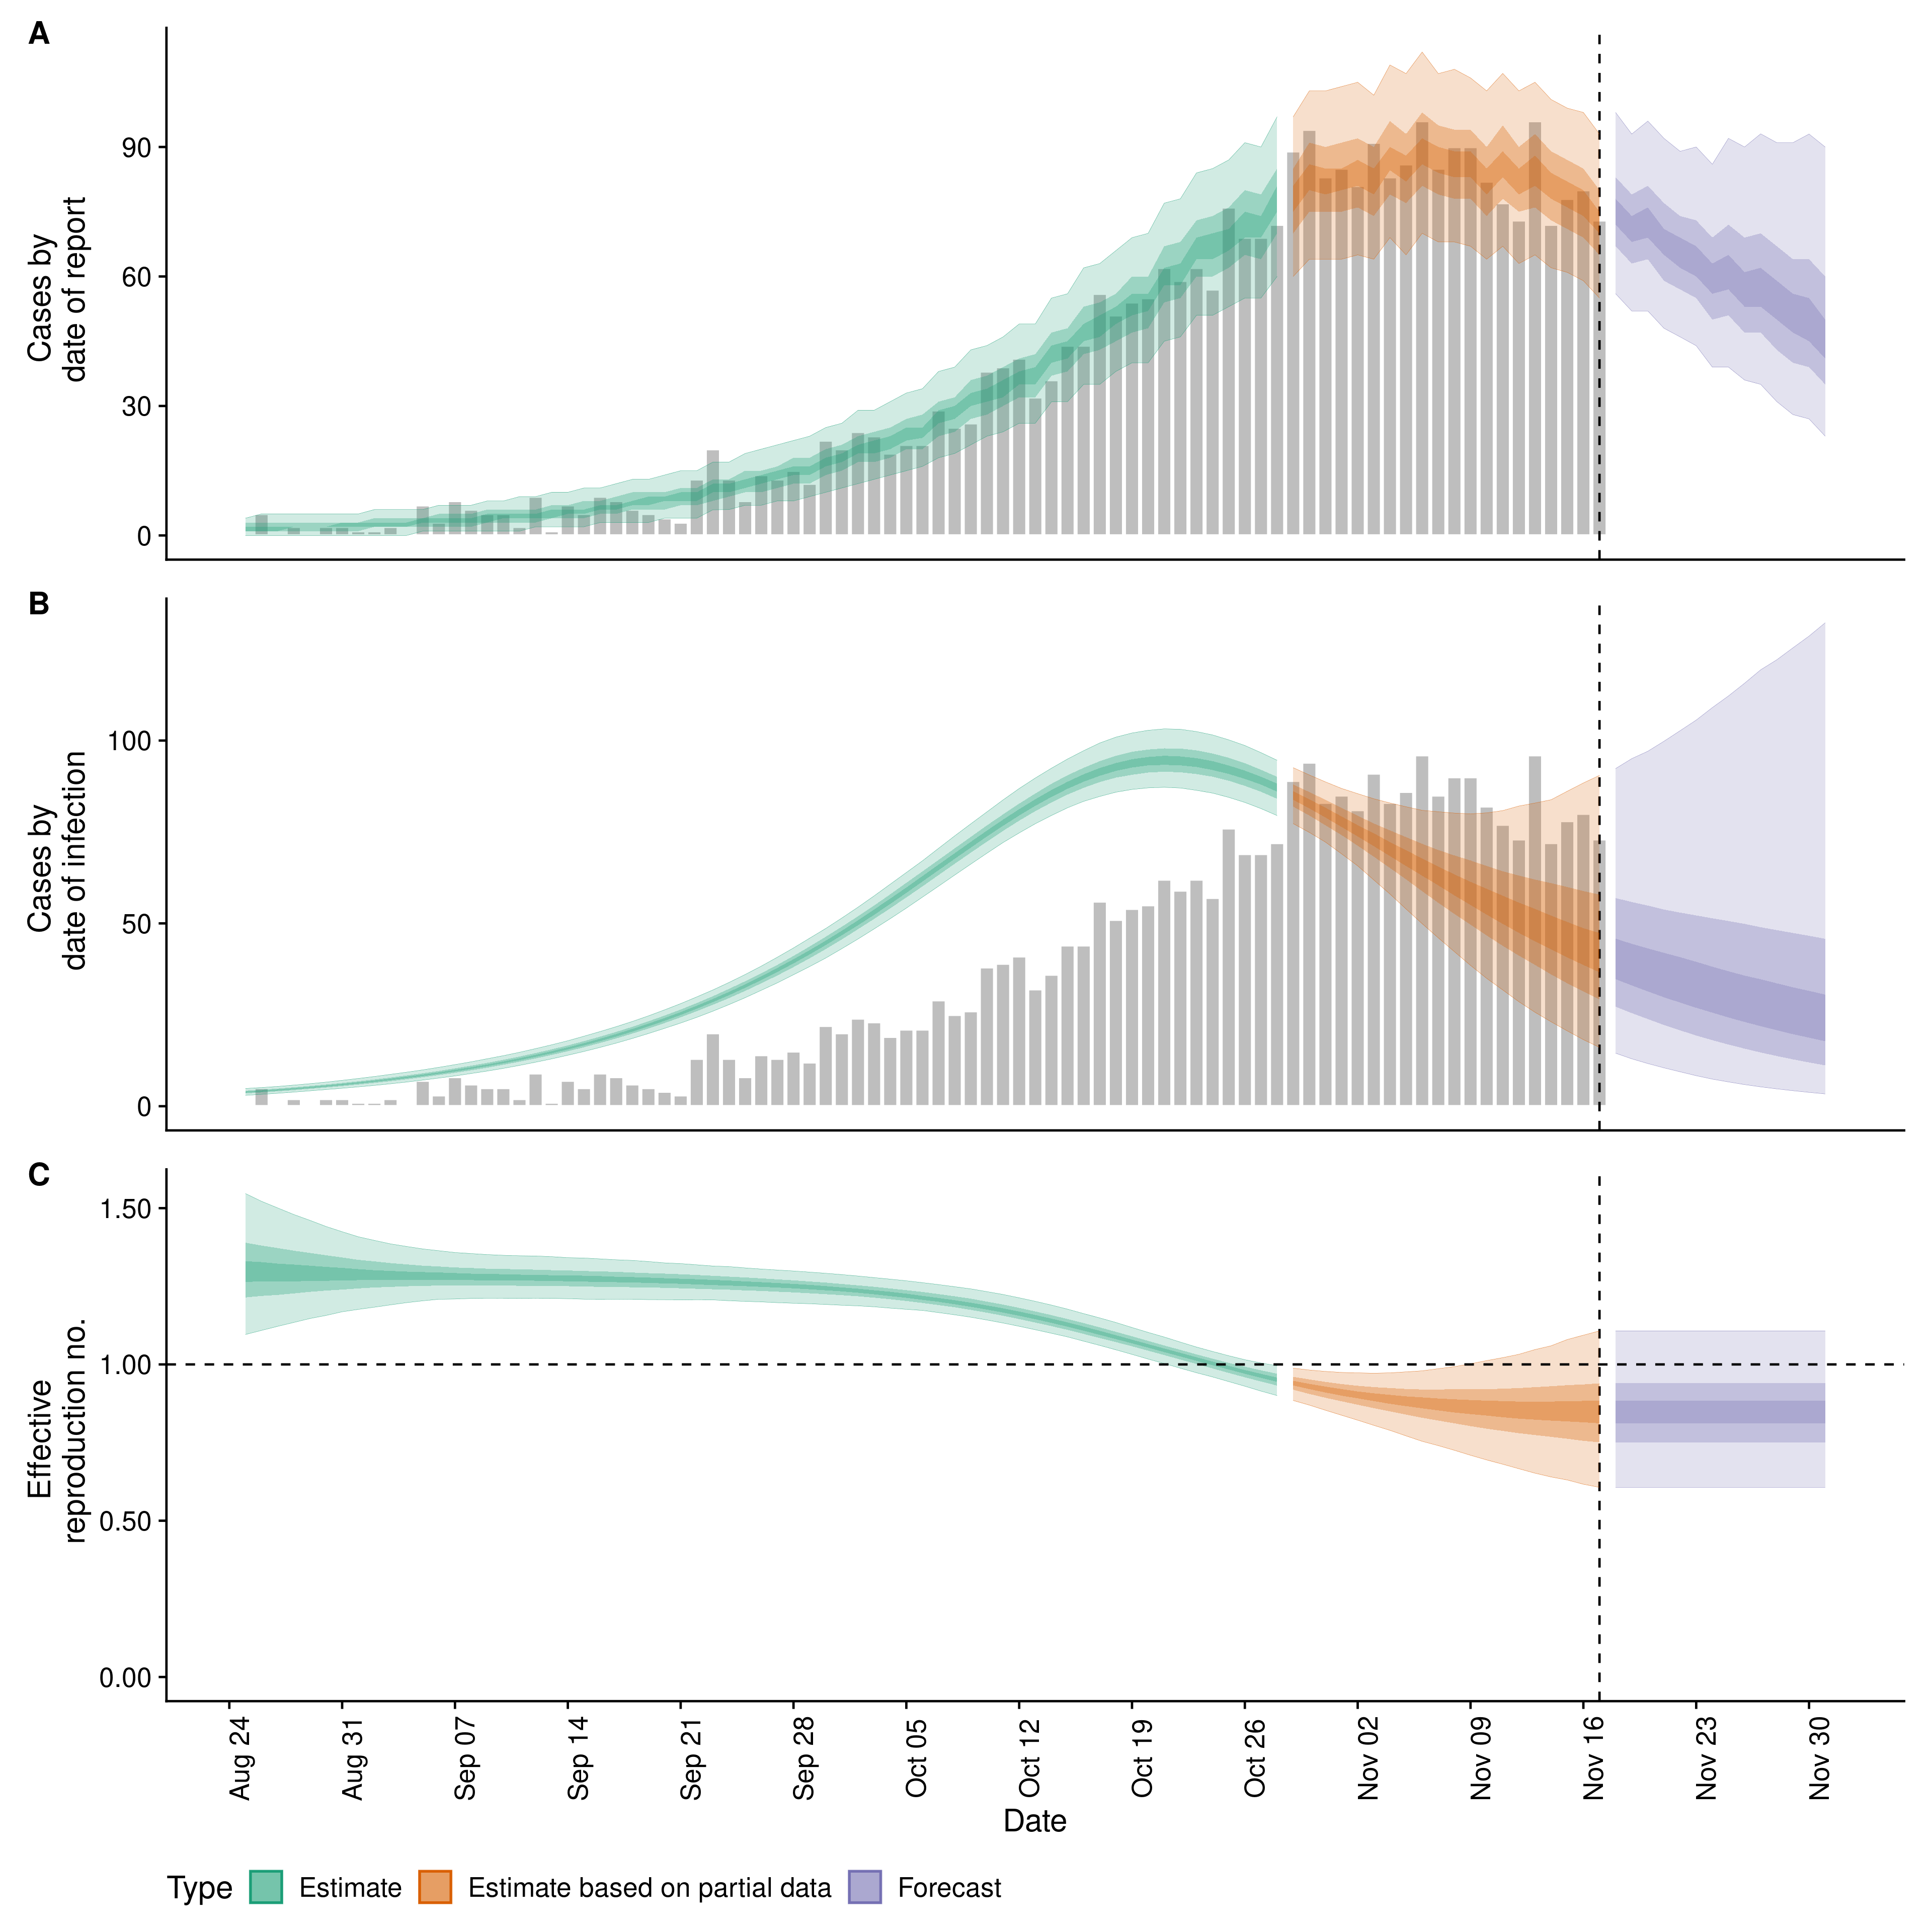 A
Cases by
date of report
90
60
30
0
B
Cases by
date of infection
100
50
0
C
Effective
reproduction no.
1.50
1.00
0.50
0.00
Aug 24
Aug 31
Sep 07
Sep 14
Sep 21
Sep 28
Oct 05
Oct 12
Oct 19
Oct 26
Nov 02
Nov 09
Nov 16
Nov 23
Nov 30
Date
Type Estimate Estimate based on partial data Forecast